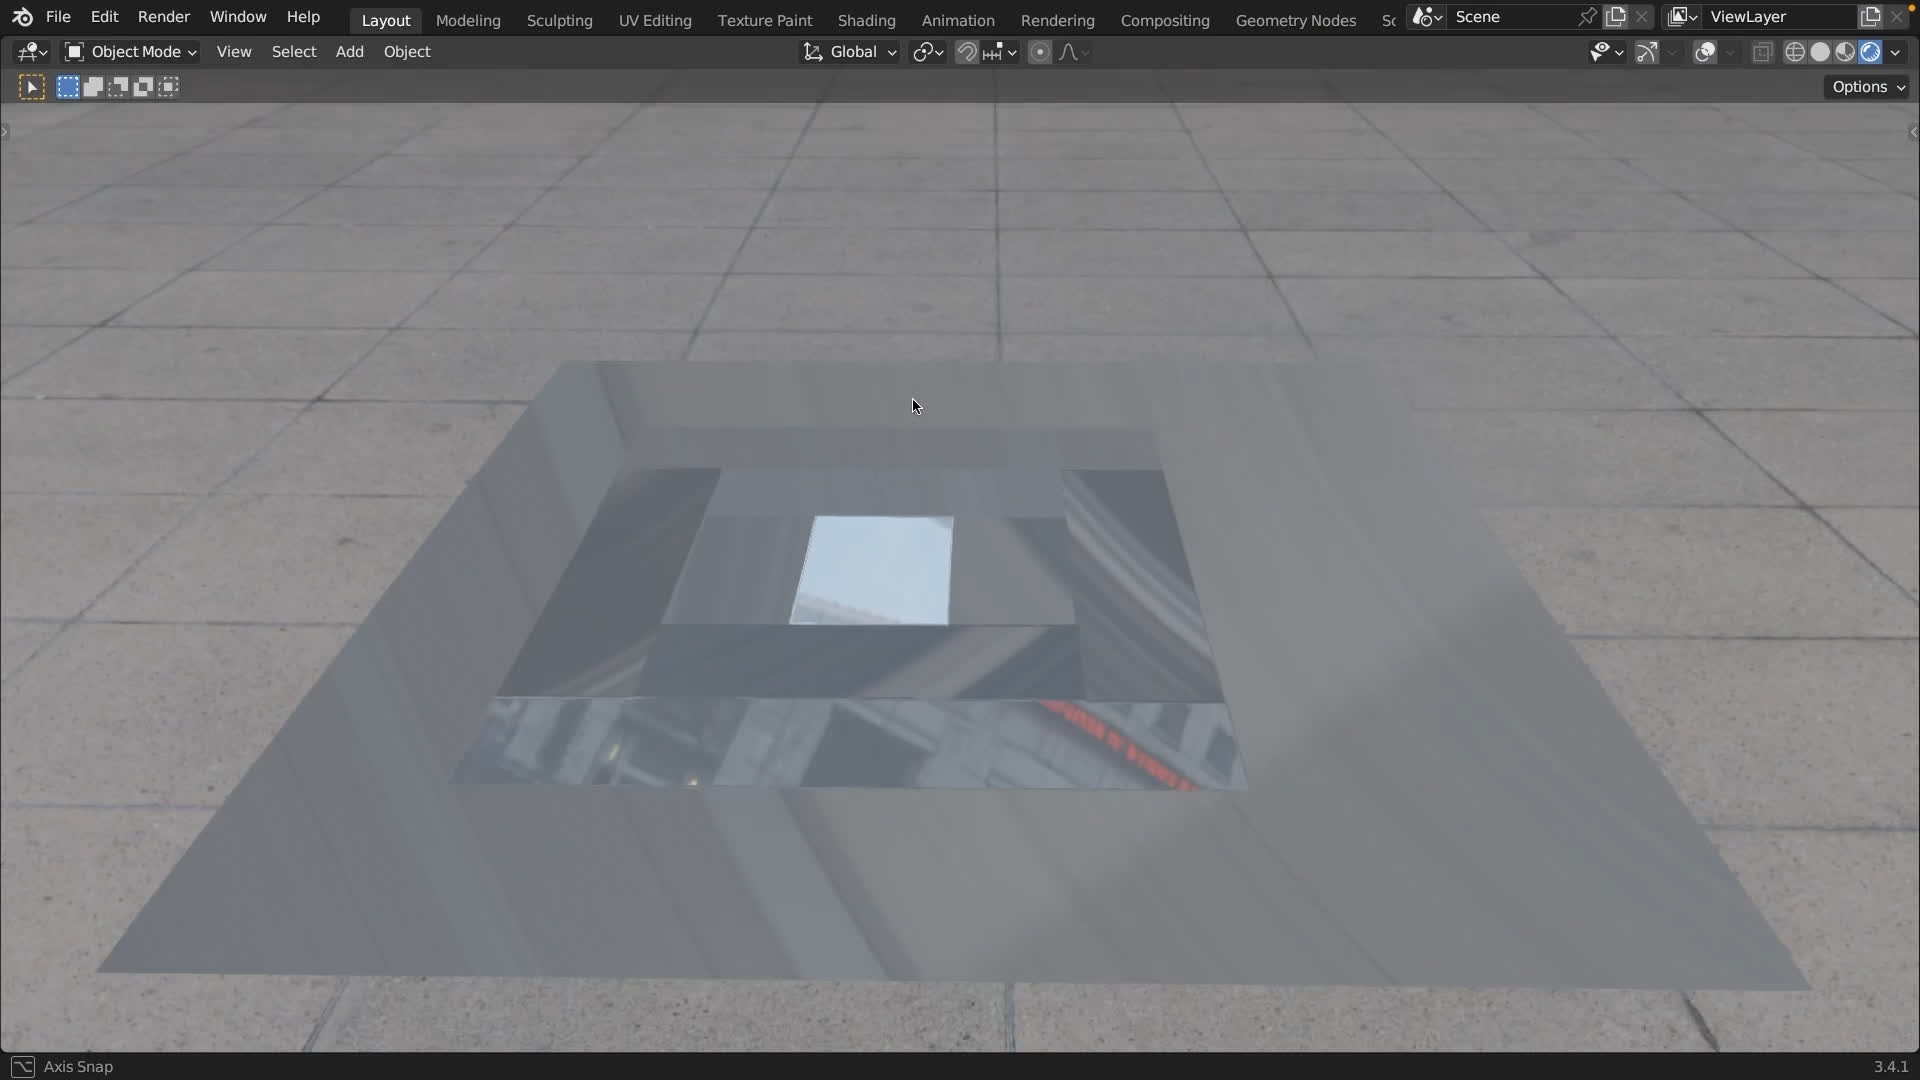 File Edit Render Window Help Layout Modeling Sculpting UV Editing Texture Paint Shading Animation Rendering Compositing Geometry Nodes Sc Scene ViewLayer
Object Mode View Select Add Object Global
Options
Axis Snap 3.4.1